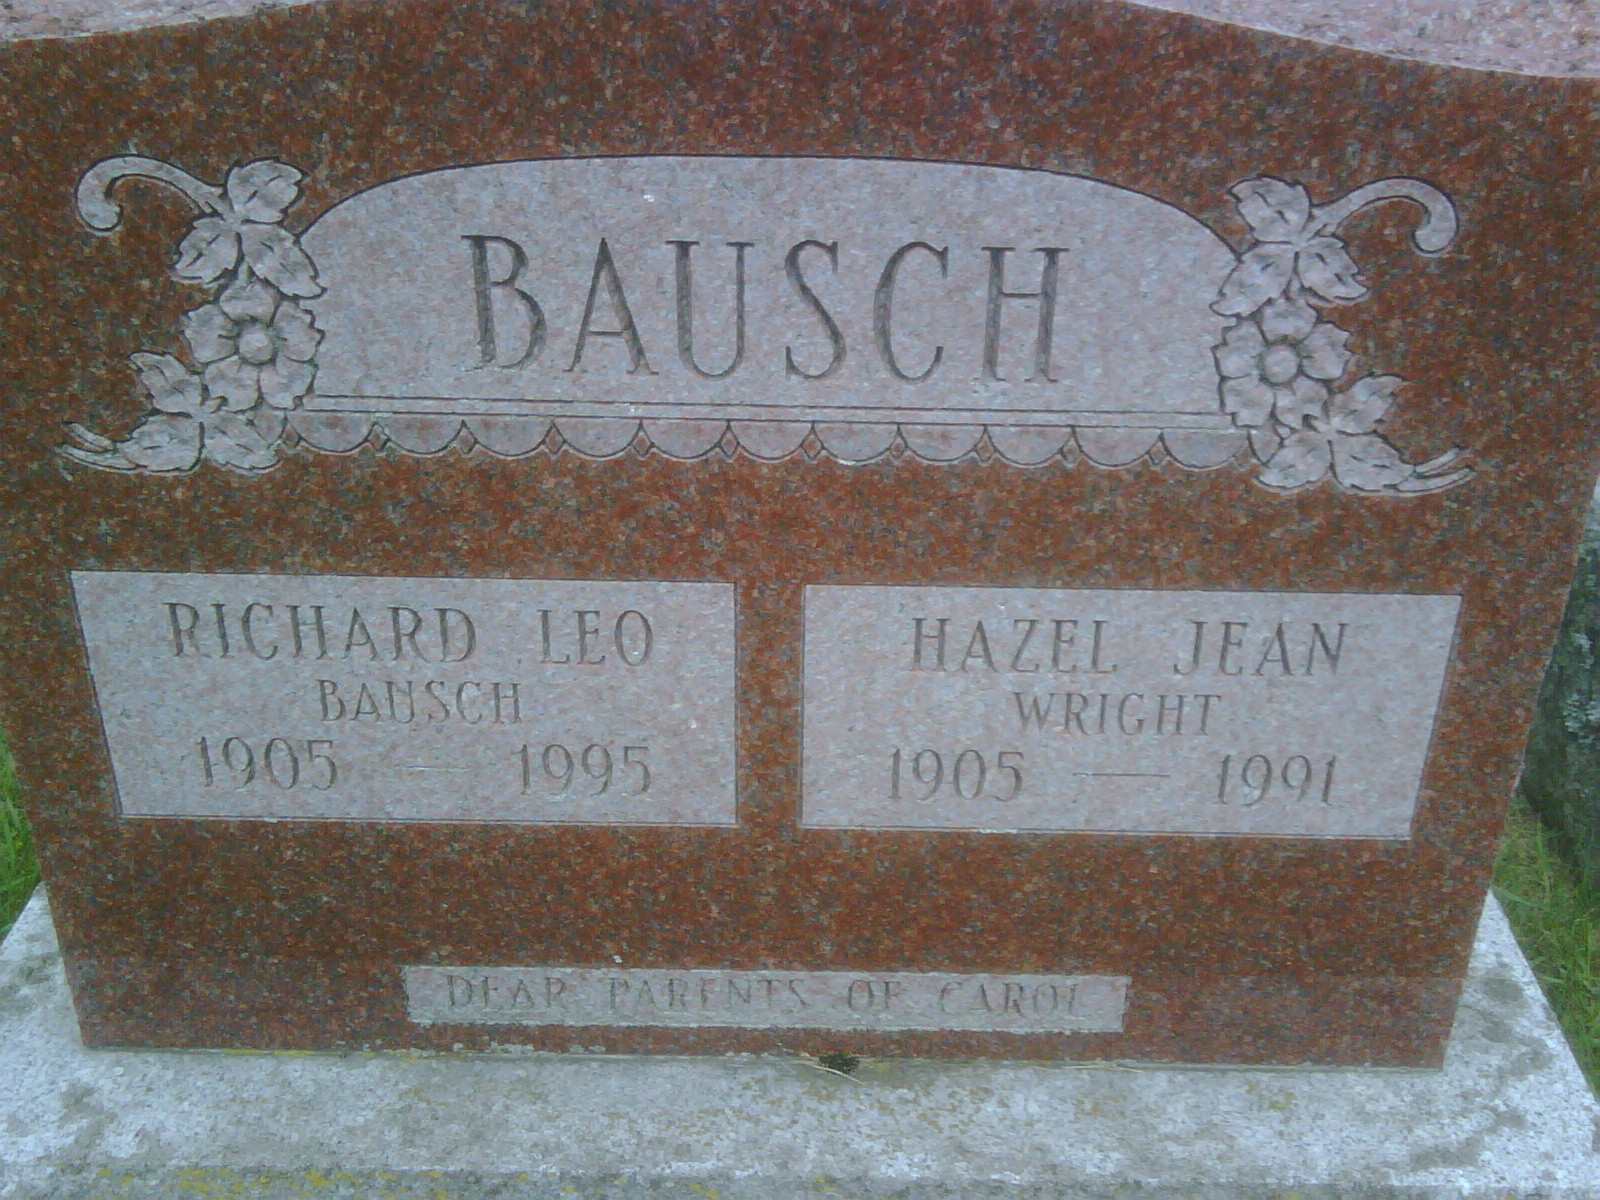 BAUSCH
RICHARD LEO
BAUSCH
1905 — 1995
HAZEL JEAN
WRIGHT
1905 — 1991
DEAR PARENTS OF CAROL